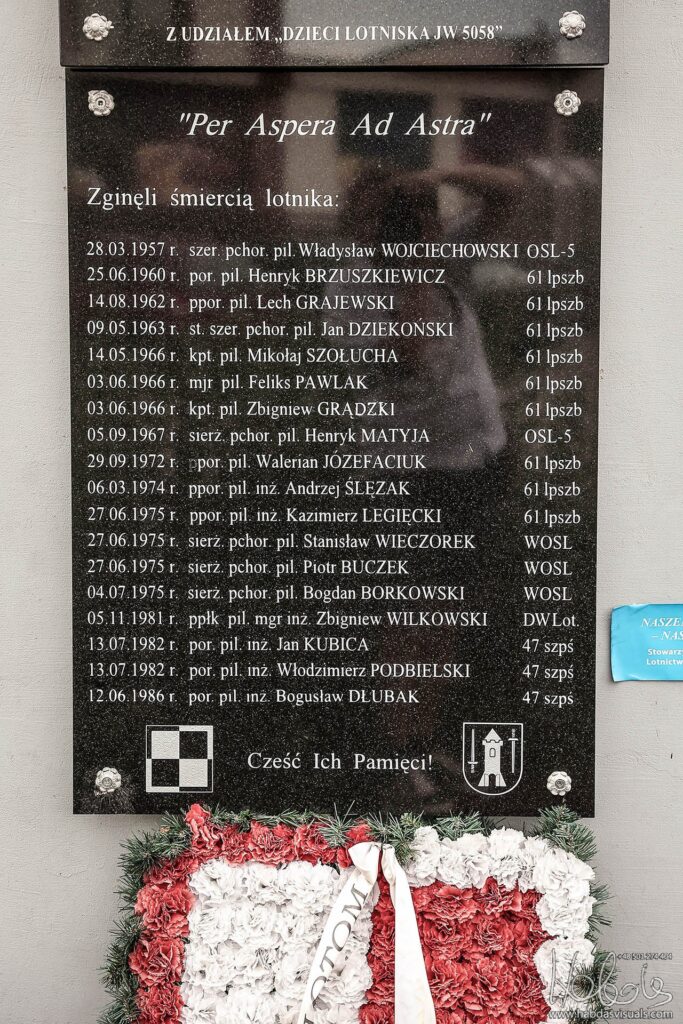 Z UDZIAŁEM „DZIECI LOTNISKA JW 5058”
"Per Aspera Ad Astra"
Zginęli śmiercią lotnika:
28.03.1957 r. szer. pchor. pil. Władysław WOJCIECHOWSKI OSL-5
25.06.1960 r. por. pil. Henryk BRZUSZKIEWICZ 61 lpszb
14.08.1962 r. ppor. pil. Lech GRAJEWSKI 61 lpszb
09.05.1963 r. st. szer. pchor. pil. Jan DZIEKOŃSKI 61 lpszb
14.05.1966 r. kpt. pil. Mikołaj SZOŁUCHA 61 lpszb
03.06.1966 r. mjr pil. Feliks PAWLAK 61 lpszb
03.06.1966 r. kpt. pil. Zbigniew GRĄDZKI 61 lpszb
05.09.1967 r. sierż. pchor. pil. Henryk MATYJA OSL-5
29.09.1972 r. ppor. pil. Walerian JÓZEFACIUK 61 lpszb
06.03.1974 r. ppor. pil. inż. Andrzej ŚLĘZAK 61 lpszb
27.06.1975 r. ppor. pil. inż. Kazimierz LEGIĘCKI 61 lpszb
27.06.1975 r. sierż. pchor. pil. Stanisław WIECZOREK WOSL
27.06.1975 r. sierż. pchor. pil. Piotr BUCZEK WOSL
04.07.1975 r. sierż. pchor. pil. Bogdan BORKOWSKI WOSL
05.11.1981 r. ppłk pil. mgr inż. Zbigniew WILKOWSKI DW Lot.
13.07.1982 r. por. pil. inż. Jan KUBICA 47 szpś
13.07.1982 r. por. pil. inż. Włodzimierz PODBIELSKI 47 szpś
12.06.1986 r. por. pil. inż. Bogusław DŁUBAK 47 szpś
Cześć Ich Pamięci!
NASZE
– NAS
Stowarz
Lotnictw
OTOM
www.habdasvisuals.com